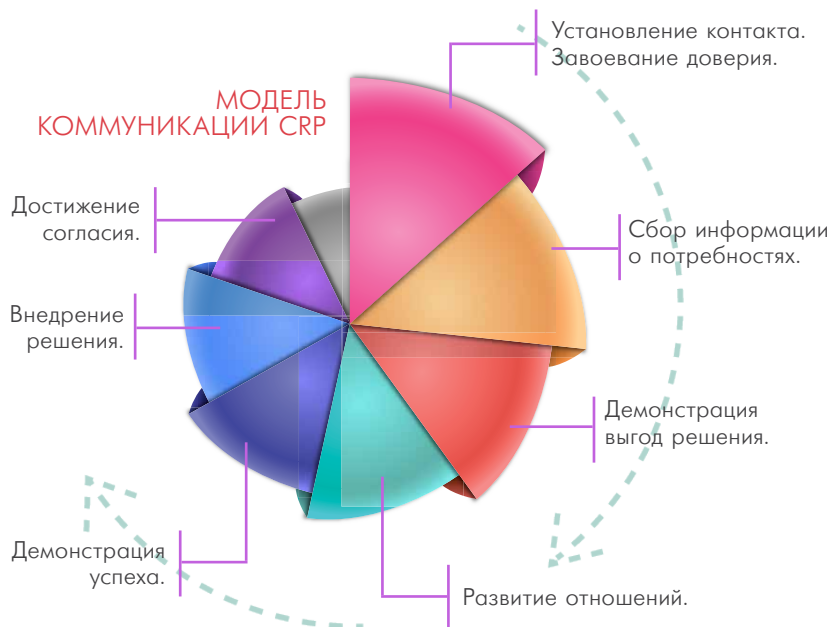 МОДЕЛЬ
КОММУНИКАЦИИ CRP
Установление контакта.
Завоевание доверия.
Сбор информации
о потребностях.
Демонстрация
выгод решения.
Развитие отношений.
Демонстрация
успеха.
Внедрение
решения.
Достижение
согласия.